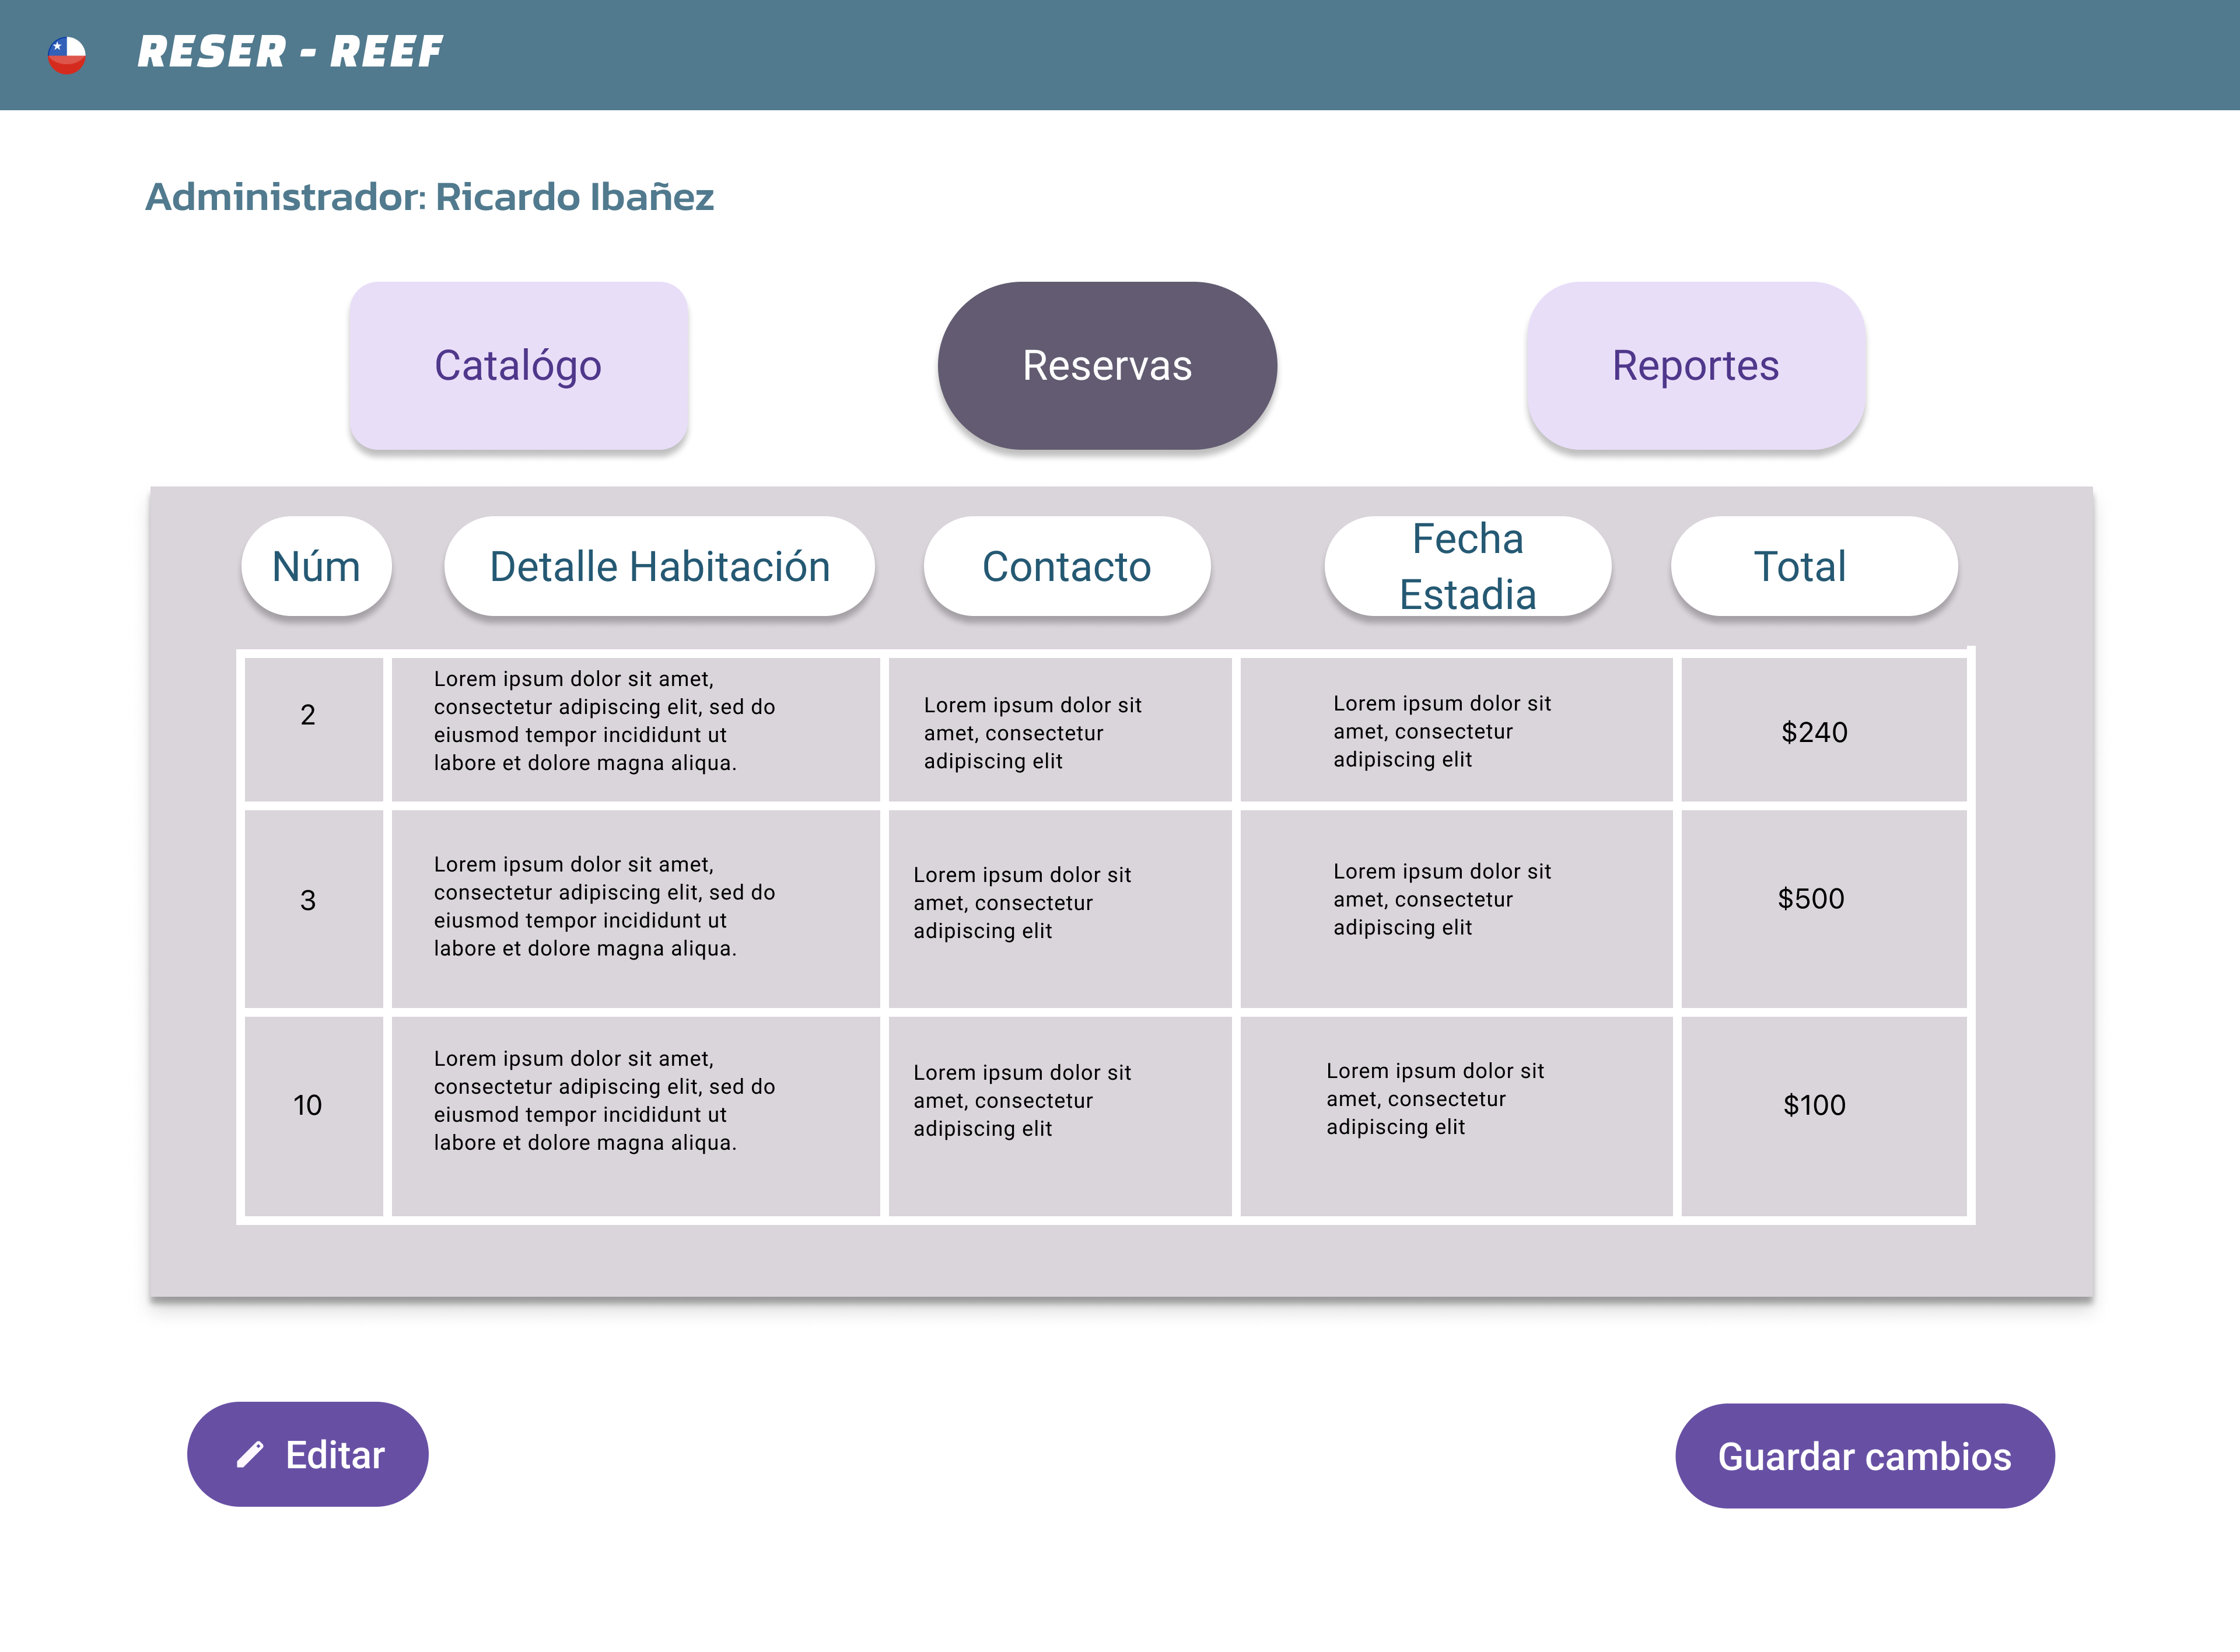 RESER - REEF
Administrador: Ricardo Ibañez
Catalógo
Reservas
Reportes
Núm
Detalle Habitación
Contacto
Fecha
Estadia
Total
2
Lorem ipsum dolor sit amet,
consectetur adipiscing elit, sed do
eiusmod tempor incididunt ut
labore et dolore magna aliqua.
Lorem ipsum dolor sit
amet, consectetur
adipiscing elit
Lorem ipsum dolor sit
amet, consectetur
adipiscing elit
$240
3
Lorem ipsum dolor sit amet,
consectetur adipiscing elit, sed do
eiusmod tempor incididunt ut
labore et dolore magna aliqua.
Lorem ipsum dolor sit
amet, consectetur
adipiscing elit
Lorem ipsum dolor sit
amet, consectetur
adipiscing elit
$500
10
Lorem ipsum dolor sit amet,
consectetur adipiscing elit, sed do
eiusmod tempor incididunt ut
labore et dolore magna aliqua.
Lorem ipsum dolor sit
amet, consectetur
adipiscing elit
Lorem ipsum dolor sit
amet, consectetur
adipiscing elit
$100
Editar
Guardar cambios